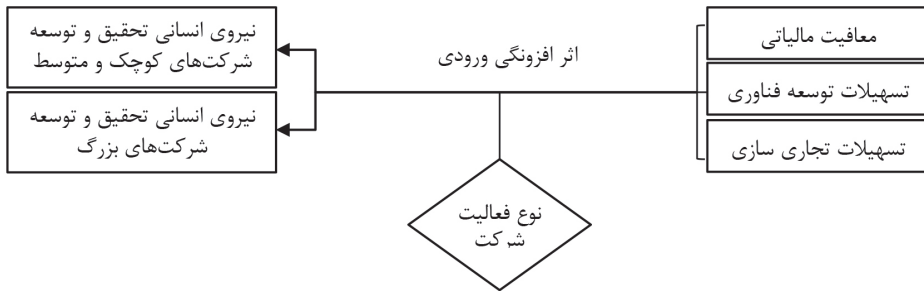 معافیت مالیاتی
تسهیلات توسعه فناوری
تسهیلات تجاری سازی
اثر افزونگی ورودی
نوع فعالیت
شرکت
نیروی انسانی تحقیق و توسعه
شرکت‌های کوچک و متوسط
نیروی انسانی تحقیق و توسعه
شرکت‌های بزرگ